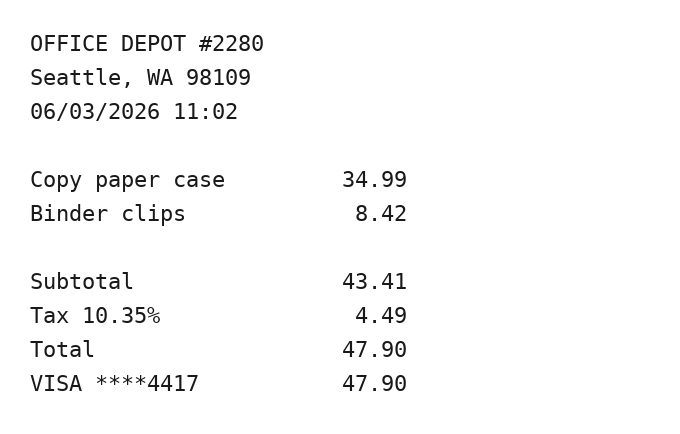 OFFICE DEPOT #2280
Seattle, WA 98109
06/03/2026 11:02
Copy paper case 34.99
Binder clips 8.42
Subtotal 43.41
Tax 10.35% 4.49
Total 47.90
VISA ****4417 47.90